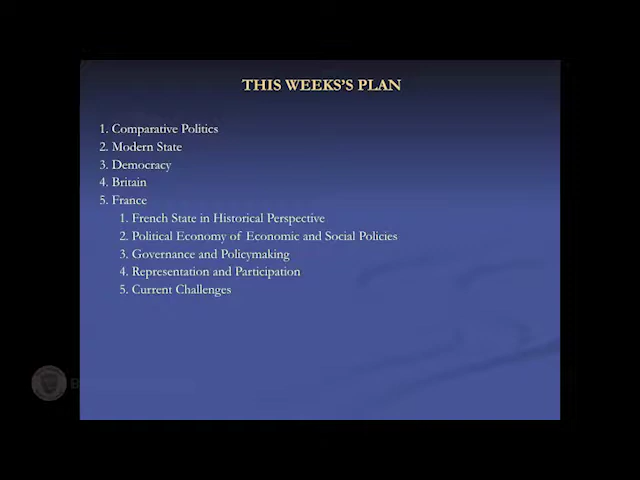 THIS WEEKS'S PLAN
1. Comparative Politics
2. Modern State
3. Democracy
4. Britain
5. France
1. French State in Historical Perspective
2. Political Economy of Economic and Social Policies
3. Governance and Policymaking
4. Representation and Participation
5. Current Challenges